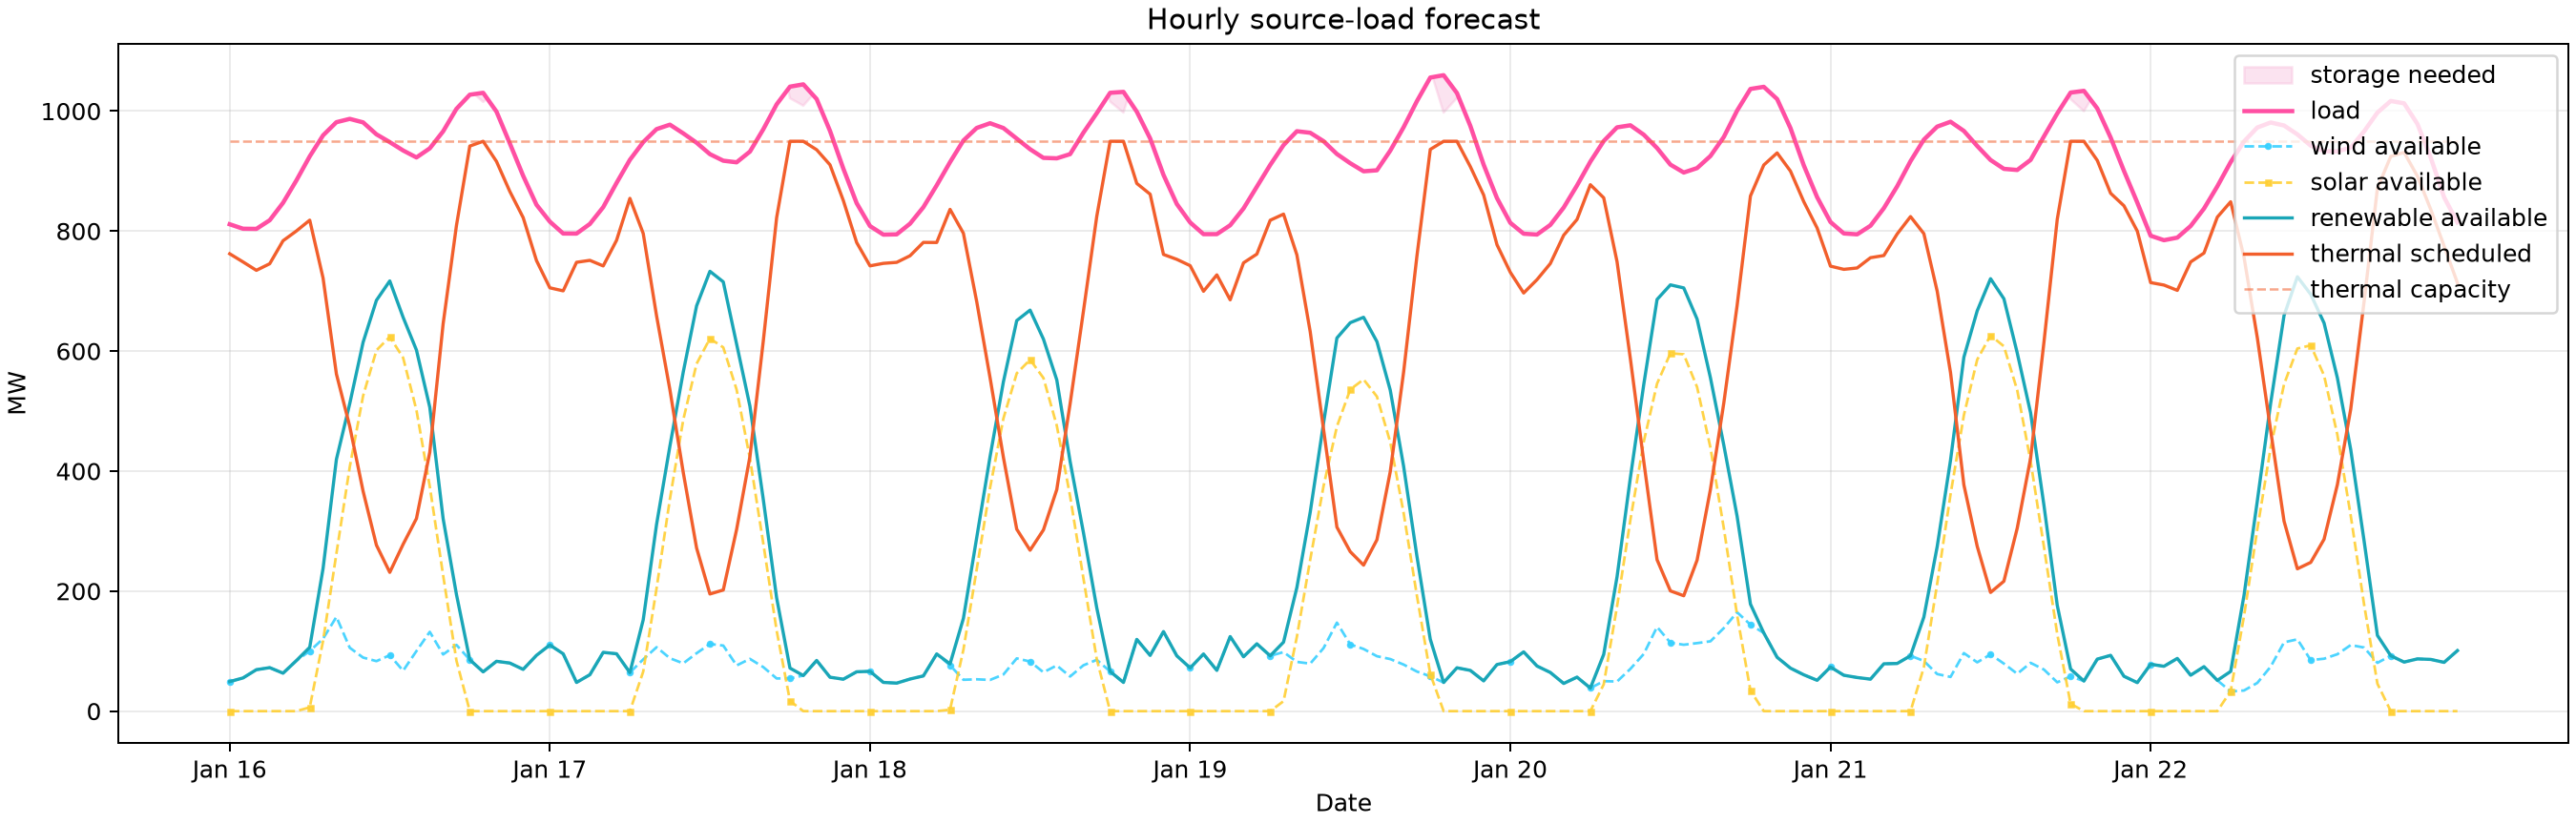 Hourly source-load forecast
storage needed
load
wind available
solar available
renewable available
thermal scheduled
thermal capacity
MW
1000
800
600
400
200
0
Jan 16
Jan 17
Jan 18
Jan 19
Jan 20
Jan 21
Jan 22
Date